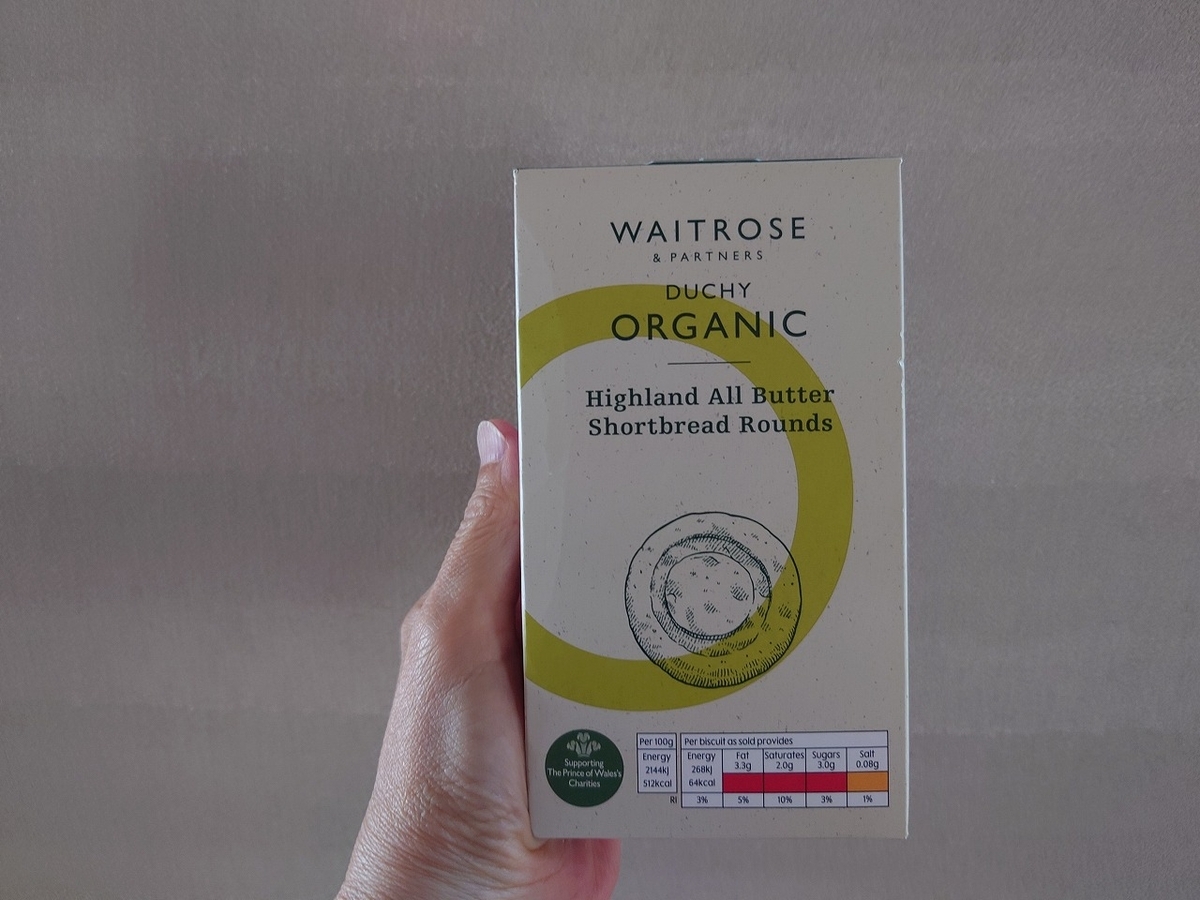 WAITROSE
& PARTNERS
DUCHY
ORGANIC
Highland All Butter
Shortbread Rounds
Supporting
The Prince of Wales's
Charities
Per 100g
Energy
2144kJ
512kcal
Per biscuit as sold provides
Energy
268kJ
64kcal
Fat
3.3g
Saturates
2.0g
Sugars
3.0g
Salt
0.08g
RI
3%
5%
10%
3%
1%